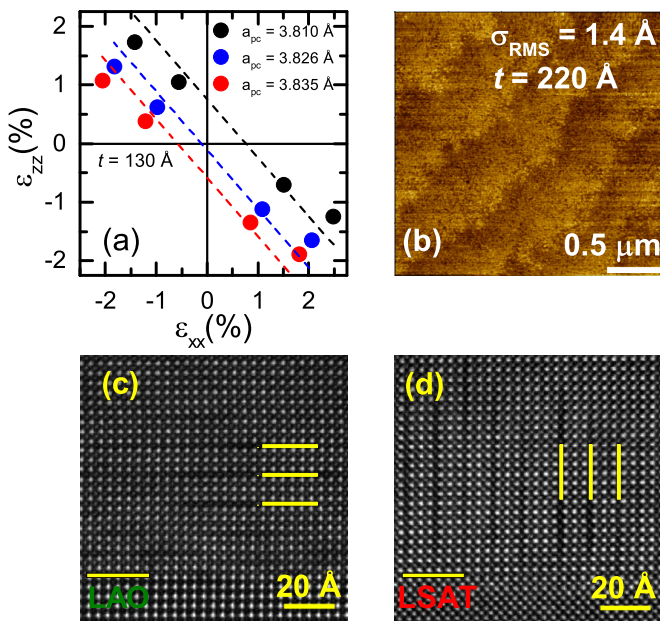 2
1
0
-1
-2
ε_zz(%)
a_pc = 3.810 Å
a_pc = 3.826 Å
a_pc = 3.835 Å
t = 130 Å
(a)
-2 -1 0 1 2
ε_xx(%)
σ_RMS = 1.4 Å
t = 220 Å
(b)
0.5 μm
(c)
LAO
20 Å
(d)
LSAT
20 Å